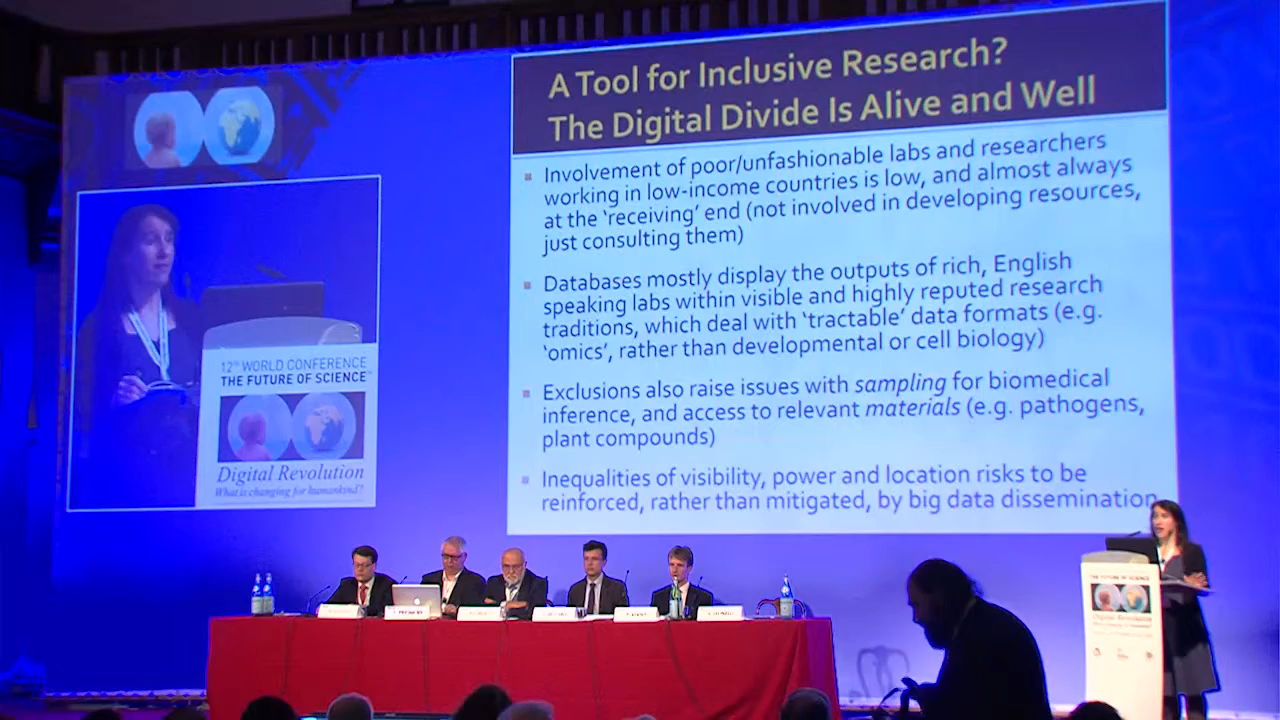 A Tool for Inclusive Research?
The Digital Divide Is Alive and Well
Involvement of poor/unfashionable labs and researchers
working in low-income countries is low, and almost always
at the ‘receiving’ end (not involved in developing resources,
just consulting them)
Databases mostly display the outputs of rich, English
speaking labs within visible and highly reputed research
traditions, which deal with ‘tractable’ data formats (e.g.
‘omics’, rather than developmental or cell biology)
Exclusions also raise issues with sampling for biomedical
inference, and access to relevant materials (e.g. pathogens,
plant compounds)
Inequalities of visibility, power and location risks to be
reinforced, rather than mitigated, by big data dissemination
12th WORLD CONFERENCE
THE FUTURE OF SCIENCE™
Digital Revolution
What is changing for humankind?
THE FUTURE OF SCIENCE
Digital Revolution